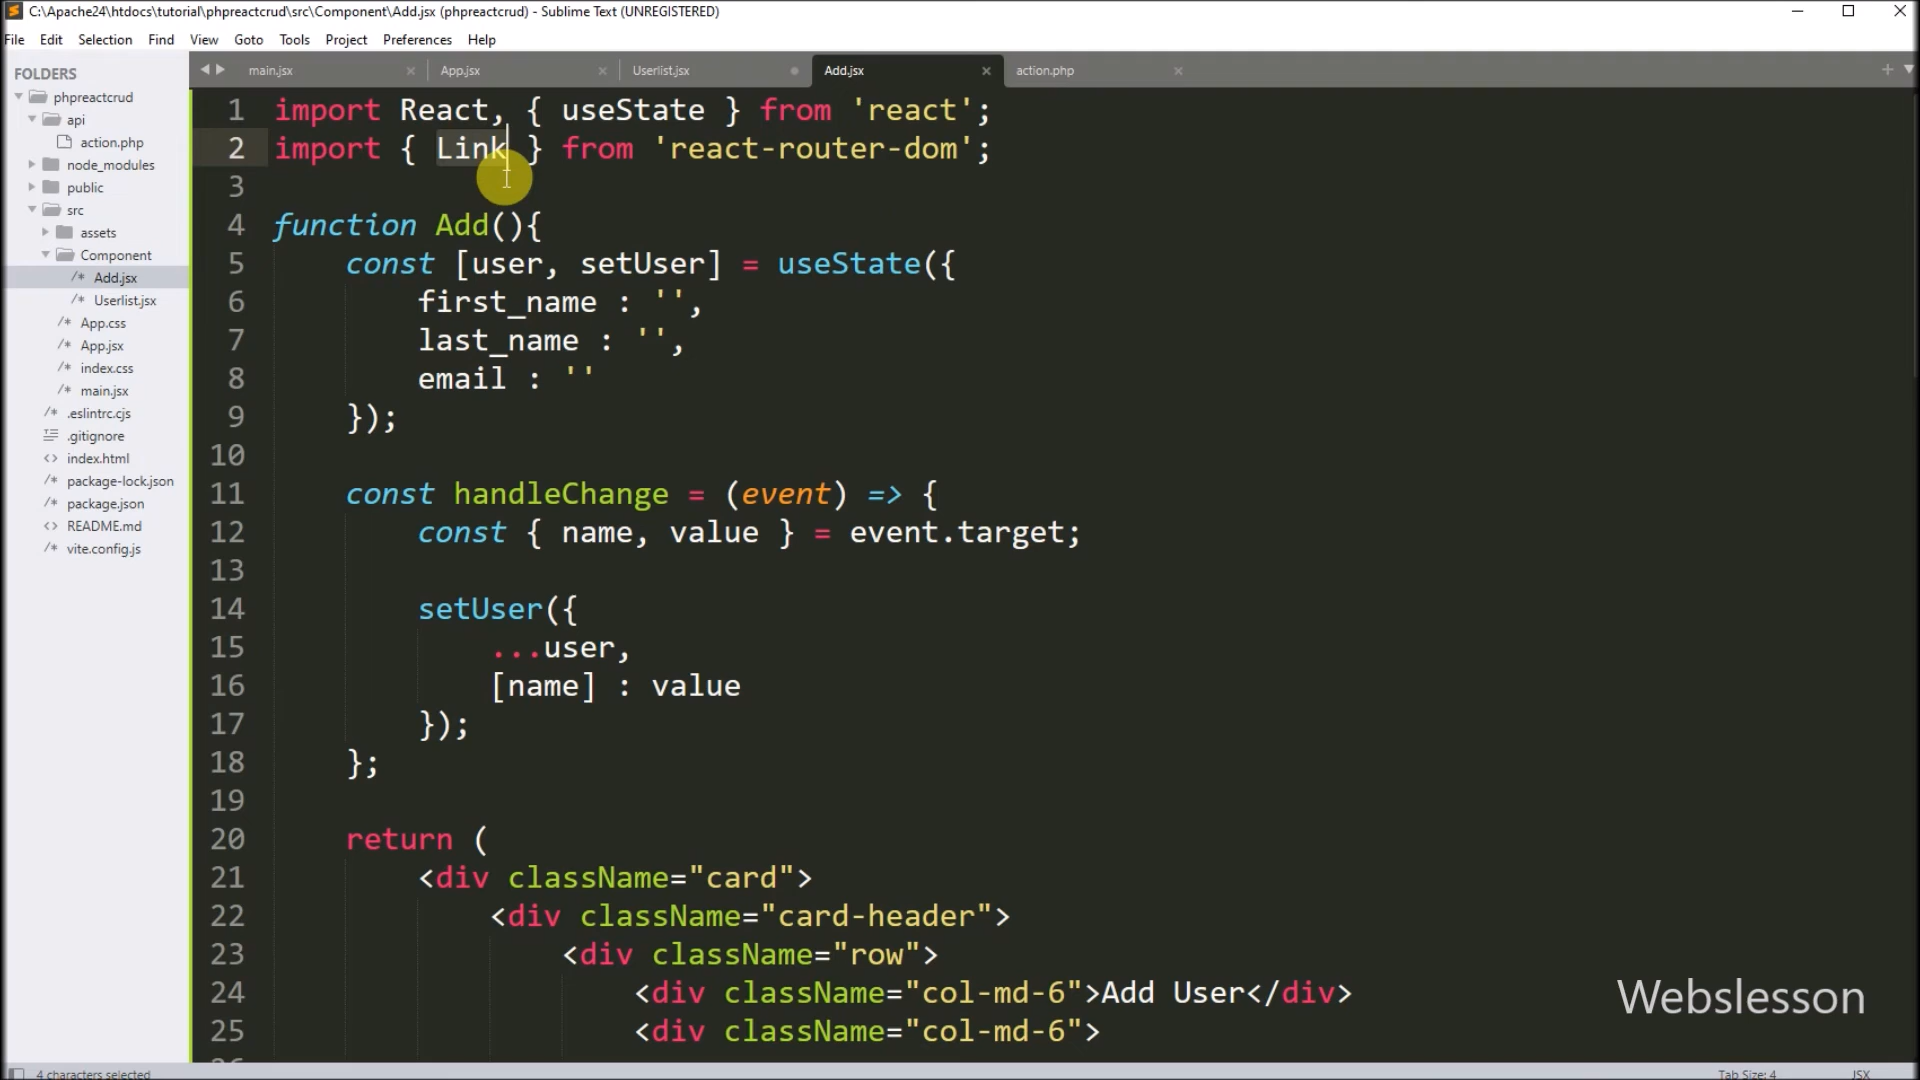 C:\Apache24\htdocs\tutorial\phpreactcrud\src\Component\Add.jsx (phpreactcrud) - Sublime Text (UNREGISTERED)
File Edit Selection Find View Goto Tools Project Preferences Help
FOLDERS
phpreactcrud
api
action.php
node_modules
public
src
assets
Component
/* Add.jsx
/* Userlist.jsx
/* App.css
/* App.jsx
/* index.css
/* main.jsx
/* .eslintrc.cjs
.gitignore
<> index.html
/* package-lock.json
/* package.json
<> README.md
/* vite.config.js
main.jsx App.jsx Userlist.jsx Add.jsx action.php
1 import React, { useState } from 'react';
2 import { Link } from 'react-router-dom';
3
4 function Add(){
5 const [user, setUser] = useState({
6 first_name : '',
7 last_name : '',
8 email : ''
9 });
10
11 const handleChange = (event) => {
12 const { name, value } = event.target;
13
14 setUser({
15 ...user,
16 [name] : value
17 });
18 };
19
20 return (
21 <div className="card">
22 <div className="card-header">
23 <div className="row">
24 <div className="col-md-6">Add User</div>
25 <div className="col-md-6">
Webslesson
4 characters selected
Tab Size: 4
JSX